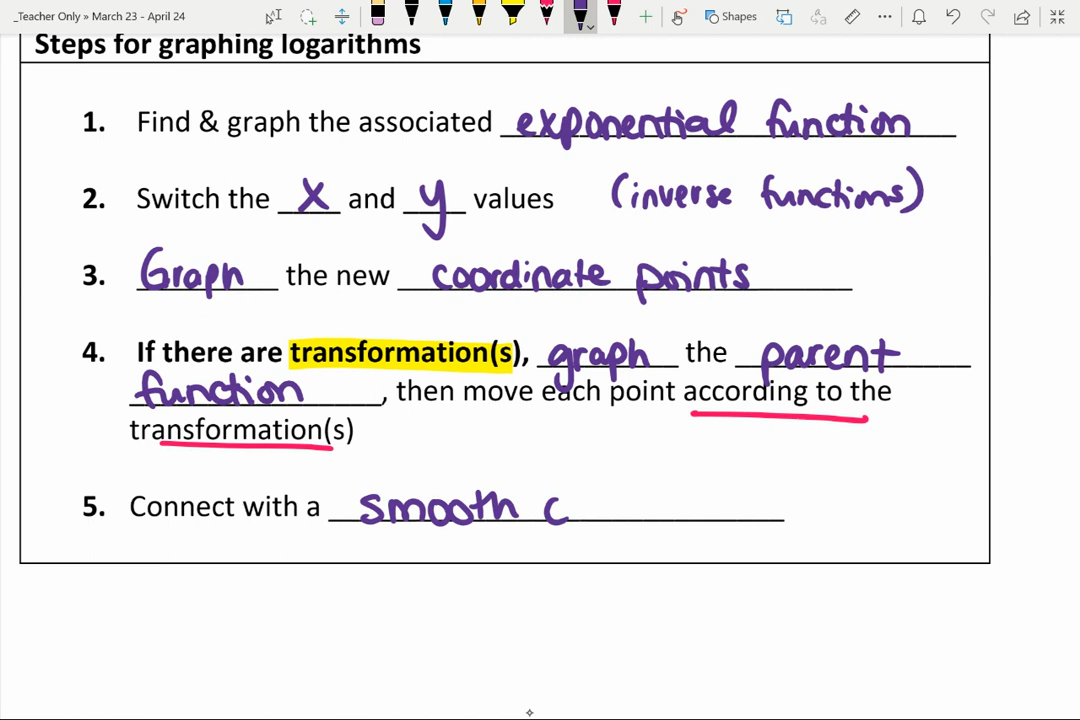 _Teacher Only » March 23 - April 24
Shapes
Steps for graphing logarithms
1. Find & graph the associated exponential function
2. Switch the x and y values (inverse functions)
3. Graph the new coordinate points
4. If there are transformation(s), graph the parent
function, then move each point according to the
transformation(s)
5. Connect with a smooth c